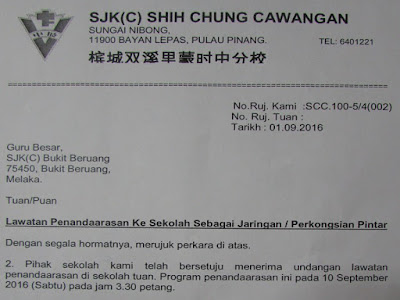 SJK(C) SHIH CHUNG CAWANGAN
SUNGAI NIBONG,
11900 BAYAN LEPAS, PULAU PINANG. TEL: 6401221
槟城双溪里蒙时中分校
No.Ruj. Kami :SCC.100-5/4(002)
No. Ruj. Tuan :
Tarikh : 01.09.2016
Guru Besar,
SJK(C) Bukit Beruang
75450, Bukit Beruang,
Melaka.
Tuan/Puan
Lawatan Penandaarasan Ke Sekolah Sebagai Jaringan / Perkongsian Pintar
Dengan segala hormatnya, merujuk perkara di atas.
2. Pihak sekolah kami telah bersetuju menerima undangan lawatan
penandaarasan di sekolah tuan. Program penandaarasan ini pada 10 September
2016 (Sabtu) pada jam 3.30 petang.